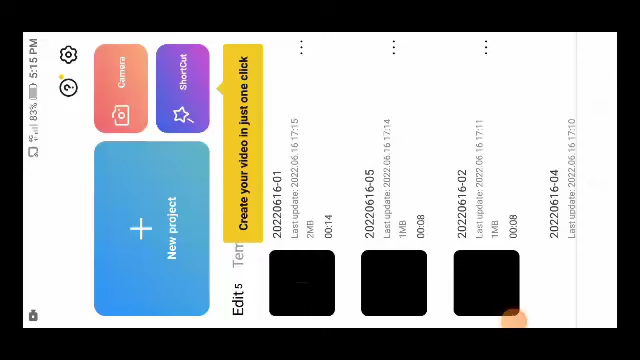 4G 83% 5:15 PM
New project
Camera
ShortCut
Create your video in just one click
Edit 5 Tem
20220616-01
Last update: 2022.06.16 17:15
2MB
00:14
20220616-05
Last update: 2022.06.16 17:14
1MB
00:08
20220616-02
Last update: 2022.06.16 17:11
1MB
00:08
20220616-04
Last update: 2022.06.16 17:10